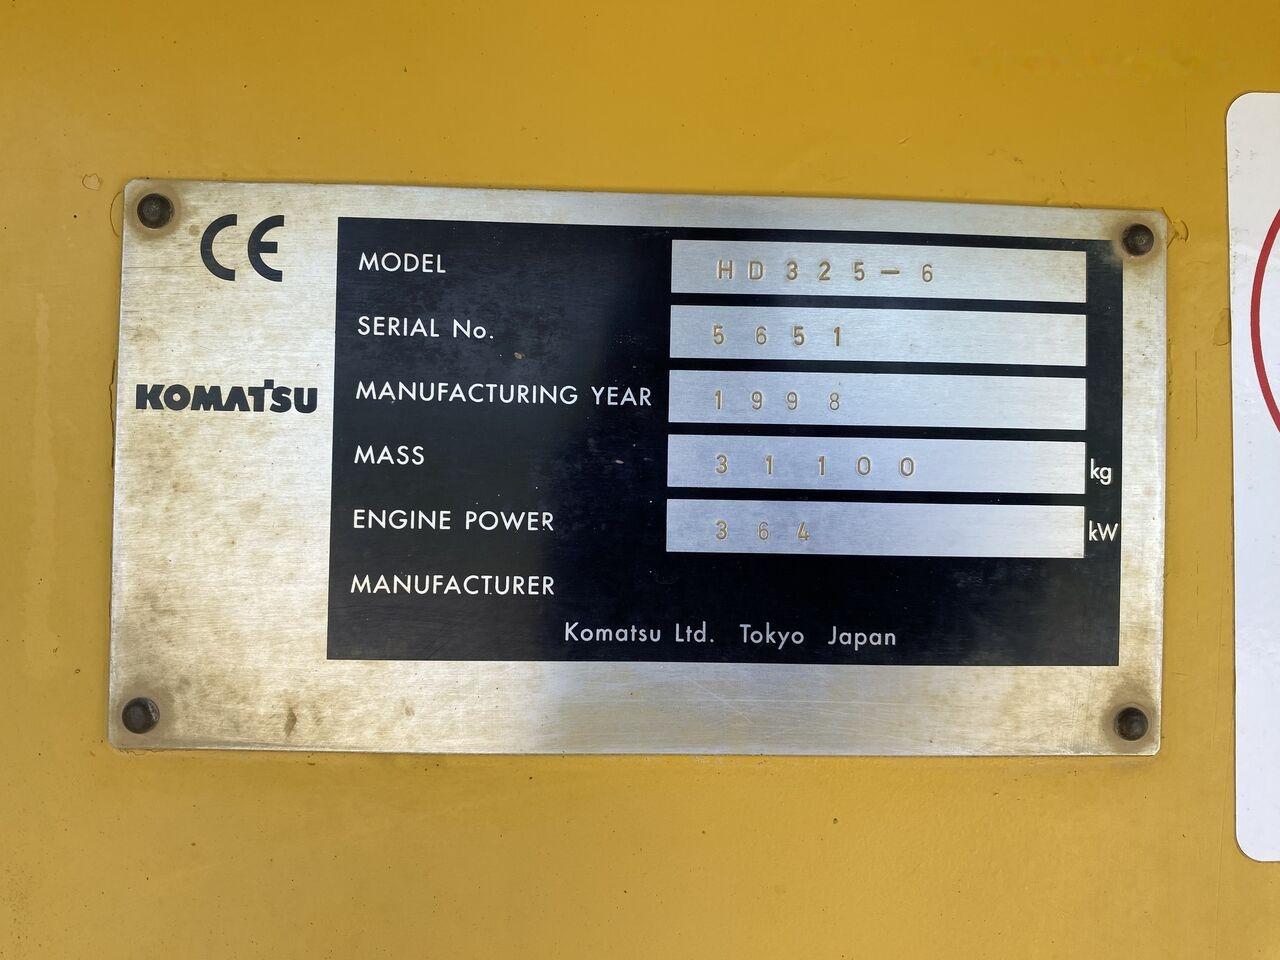 CE
KOMATSU
MODEL HD325-6
SERIAL No. 5651
MANUFACTURING YEAR 1998
MASS 31100 kg
ENGINE POWER 364 kW
MANUFACTURER
Komatsu Ltd. Tokyo Japan